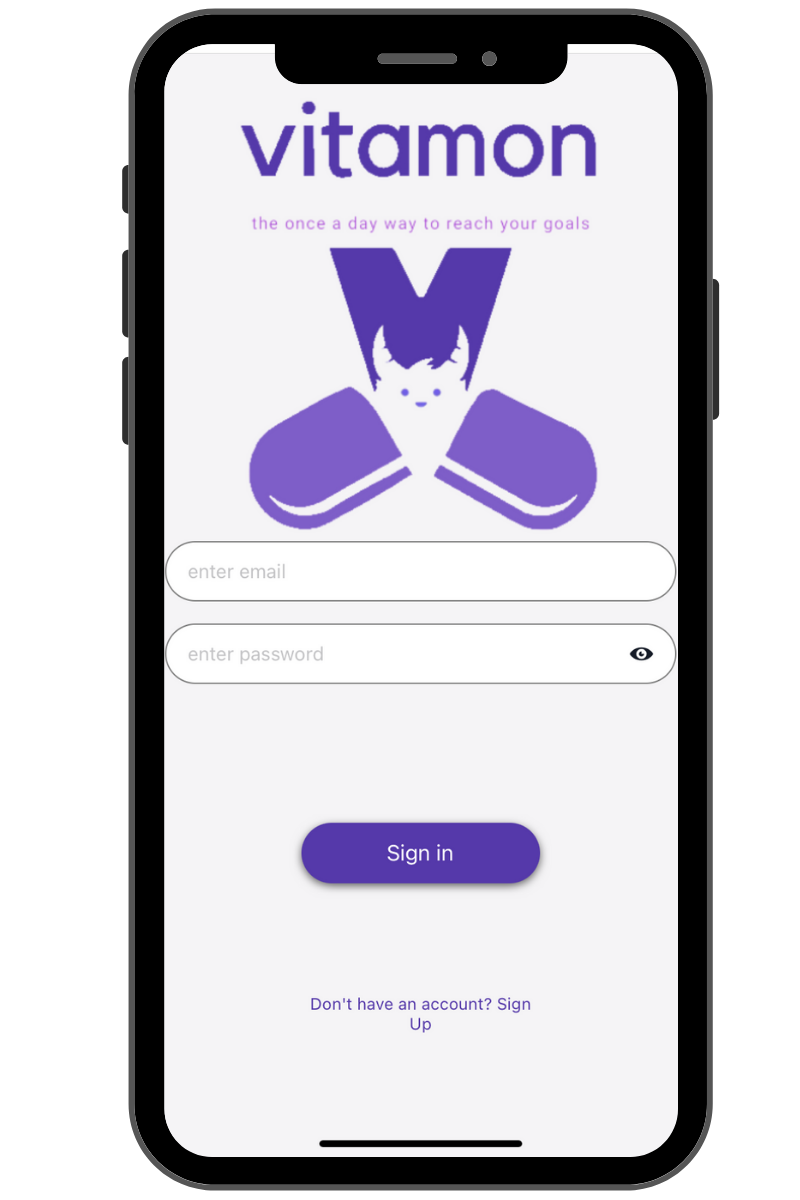 vitamon
the once a day way to reach your goals
enter email
enter password
Sign in
Don't have an account? Sign
Up